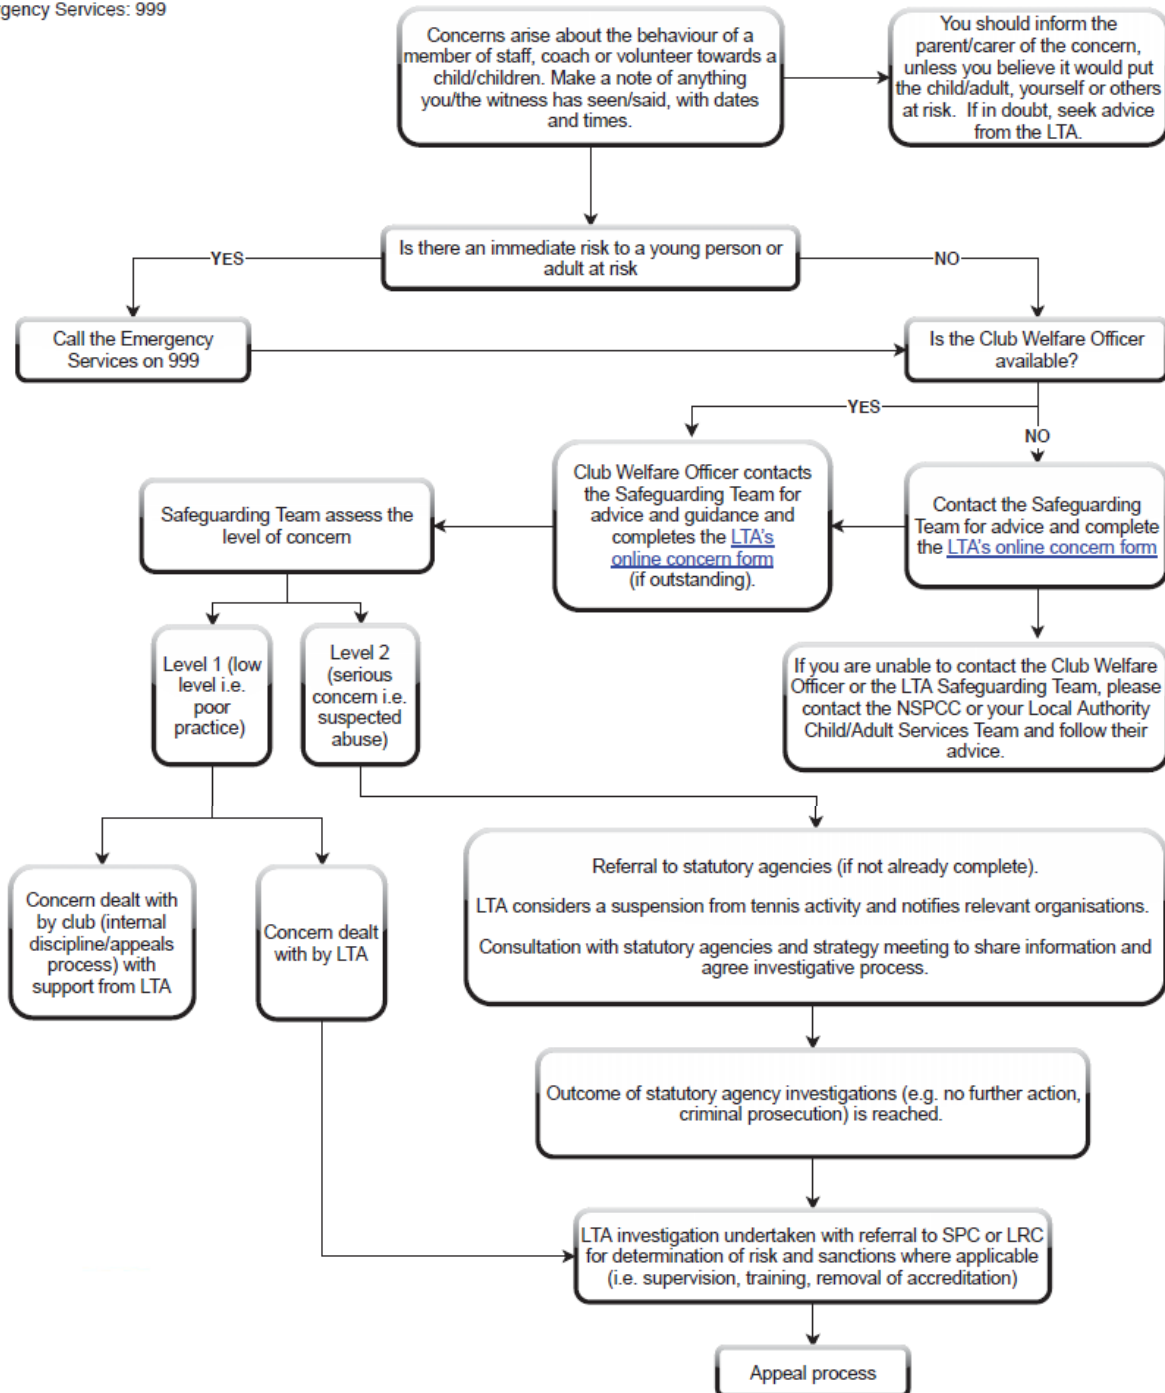 gency Services: 999
Concerns arise about the behaviour of a
member of staff, coach or volunteer towards a
child/children. Make a note of anything
you/the witness has seen/said, with dates
and times.
You should inform the
parent/carer of the concern,
unless you believe it would put
the child/adult, yourself or others
at risk. If in doubt, seek advice
from the LTA.
Is there an immediate risk to a young person or
adult at risk
YES
NO
Call the Emergency
Services on 999
Is the Club Welfare Officer
available?
YES
NO
Club Welfare Officer contacts
the Safeguarding Team for
advice and guidance and
completes the LTA's
online concern form
(if outstanding).
Contact the Safeguarding
Team for advice and complete
the LTA's online concern form
Safeguarding Team assess the
level of concern
Level 1 (low
level i.e.
poor
practice)
Level 2
(serious
concern i.e.
suspected
abuse)
If you are unable to contact the Club Welfare
Officer or the LTA Safeguarding Team, please
contact the NSPCC or your Local Authority
Child/Adult Services Team and follow their
advice.
Concern dealt with
by club (internal
discipline/appeals
process) with
support from LTA
Concern dealt
with by LTA
Referral to statutory agencies (if not already complete).
LTA considers a suspension from tennis activity and notifies relevant organisations.
Consultation with statutory agencies and strategy meeting to share information and
agree investigative process.
Outcome of statutory agency investigations (e.g. no further action,
criminal prosecution) is reached.
LTA investigation undertaken with referral to SPC or LRC
for determination of risk and sanctions where applicable
(i.e. supervision, training, removal of accreditation)
Appeal process